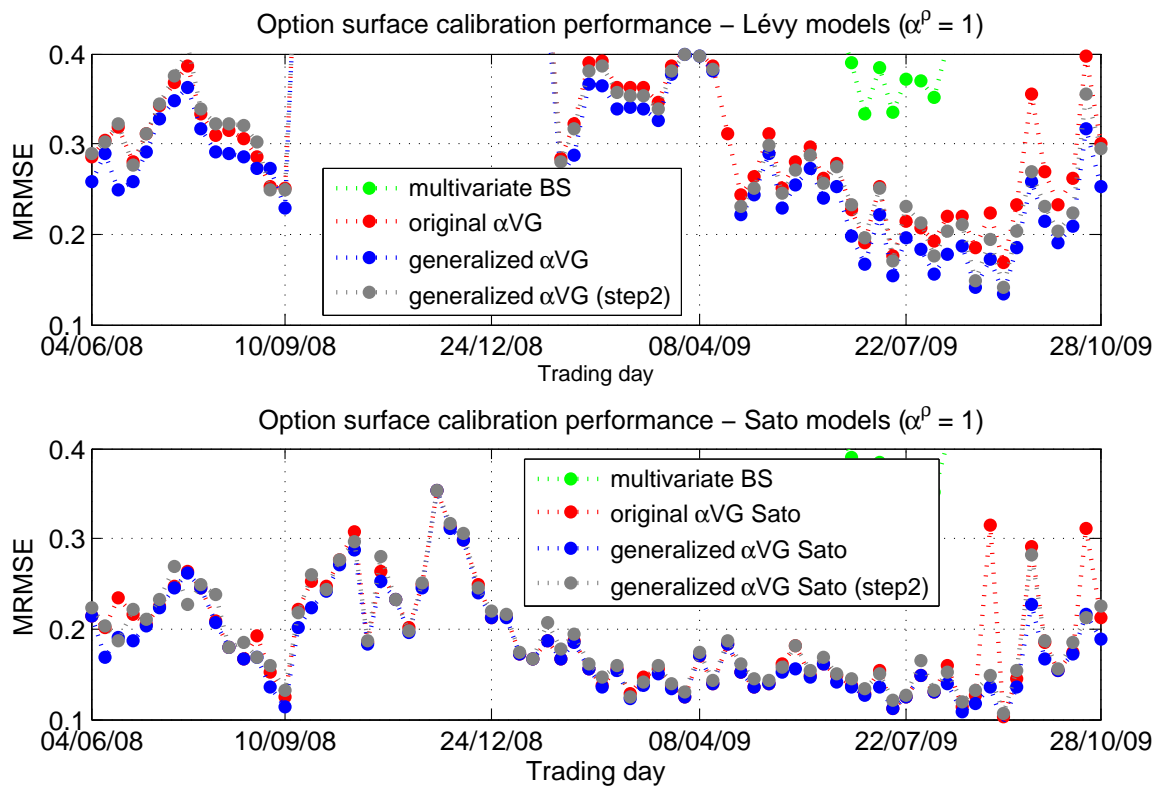 Option surface calibration performance − Lévy models (α^ρ = 1)
MRMSE
0.4
0.3
0.2
0.1
multivariate BS
original αVG
generalized αVG
generalized αVG (step2)
04/06/08 10/09/08 24/12/08 08/04/09 22/07/09 28/10/09
Trading day
Option surface calibration performance − Sato models (α^ρ = 1)
MRMSE
0.4
0.3
0.2
0.1
multivariate BS
original αVG Sato
generalized αVG Sato
generalized αVG Sato (step2)
04/06/08 10/09/08 24/12/08 08/04/09 22/07/09 28/10/09
Trading day